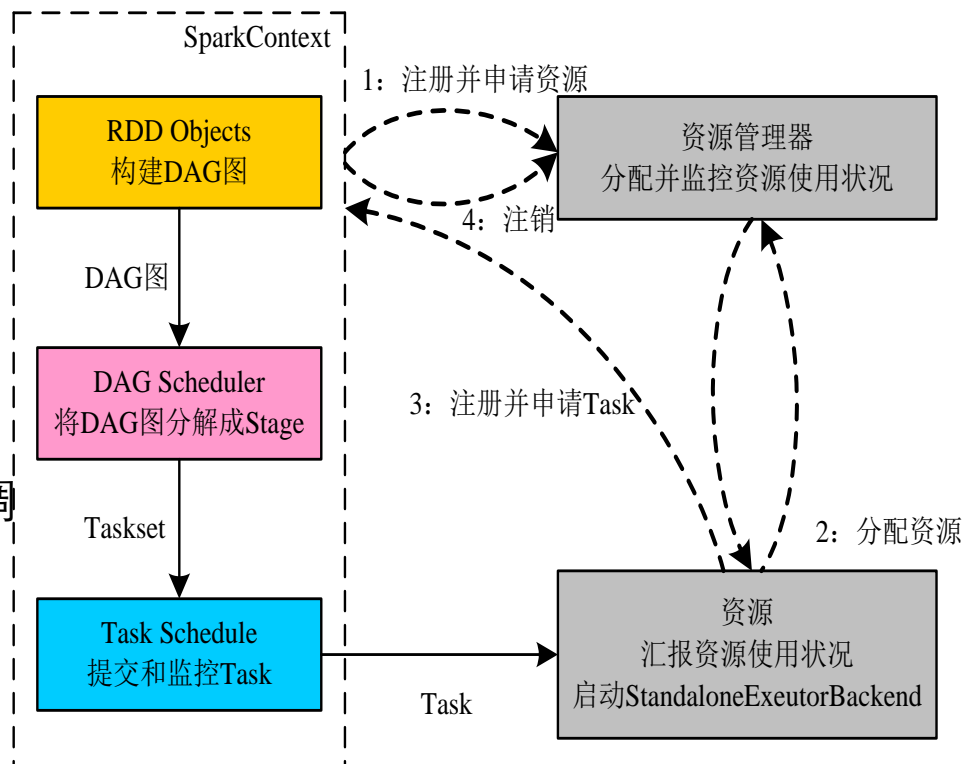 SparkContext
1：注册并申请资源
RDD Objects
构建DAG图
资源管理器
分配并监控资源使用状况
4：注销
DAG图
DAG Scheduler
将DAG图分解成Stage
3：注册并申请Task
Taskset
2：分配资源
Task Schedule
提交和监控Task
Task
资源
汇报资源使用状况
启动StandaloneExeutorBackend